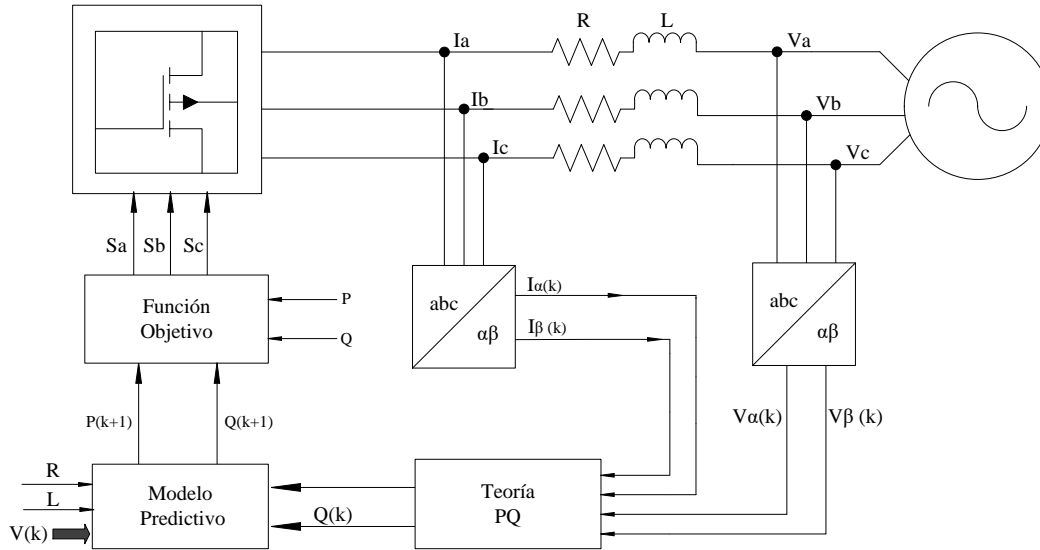 R
L
Ia
Va
Ib
Vb
Ic
Vc
Sa
Sb
Sc
Función
Objetivo
P
Q
abc
αβ
Iα(k)
Iβ (k)
abc
αβ
Vα(k)
Vβ (k)
P(k+1)
Q(k+1)
R
L
V(k)
Modelo
Predictivo
Q(k)
Teoría
PQ